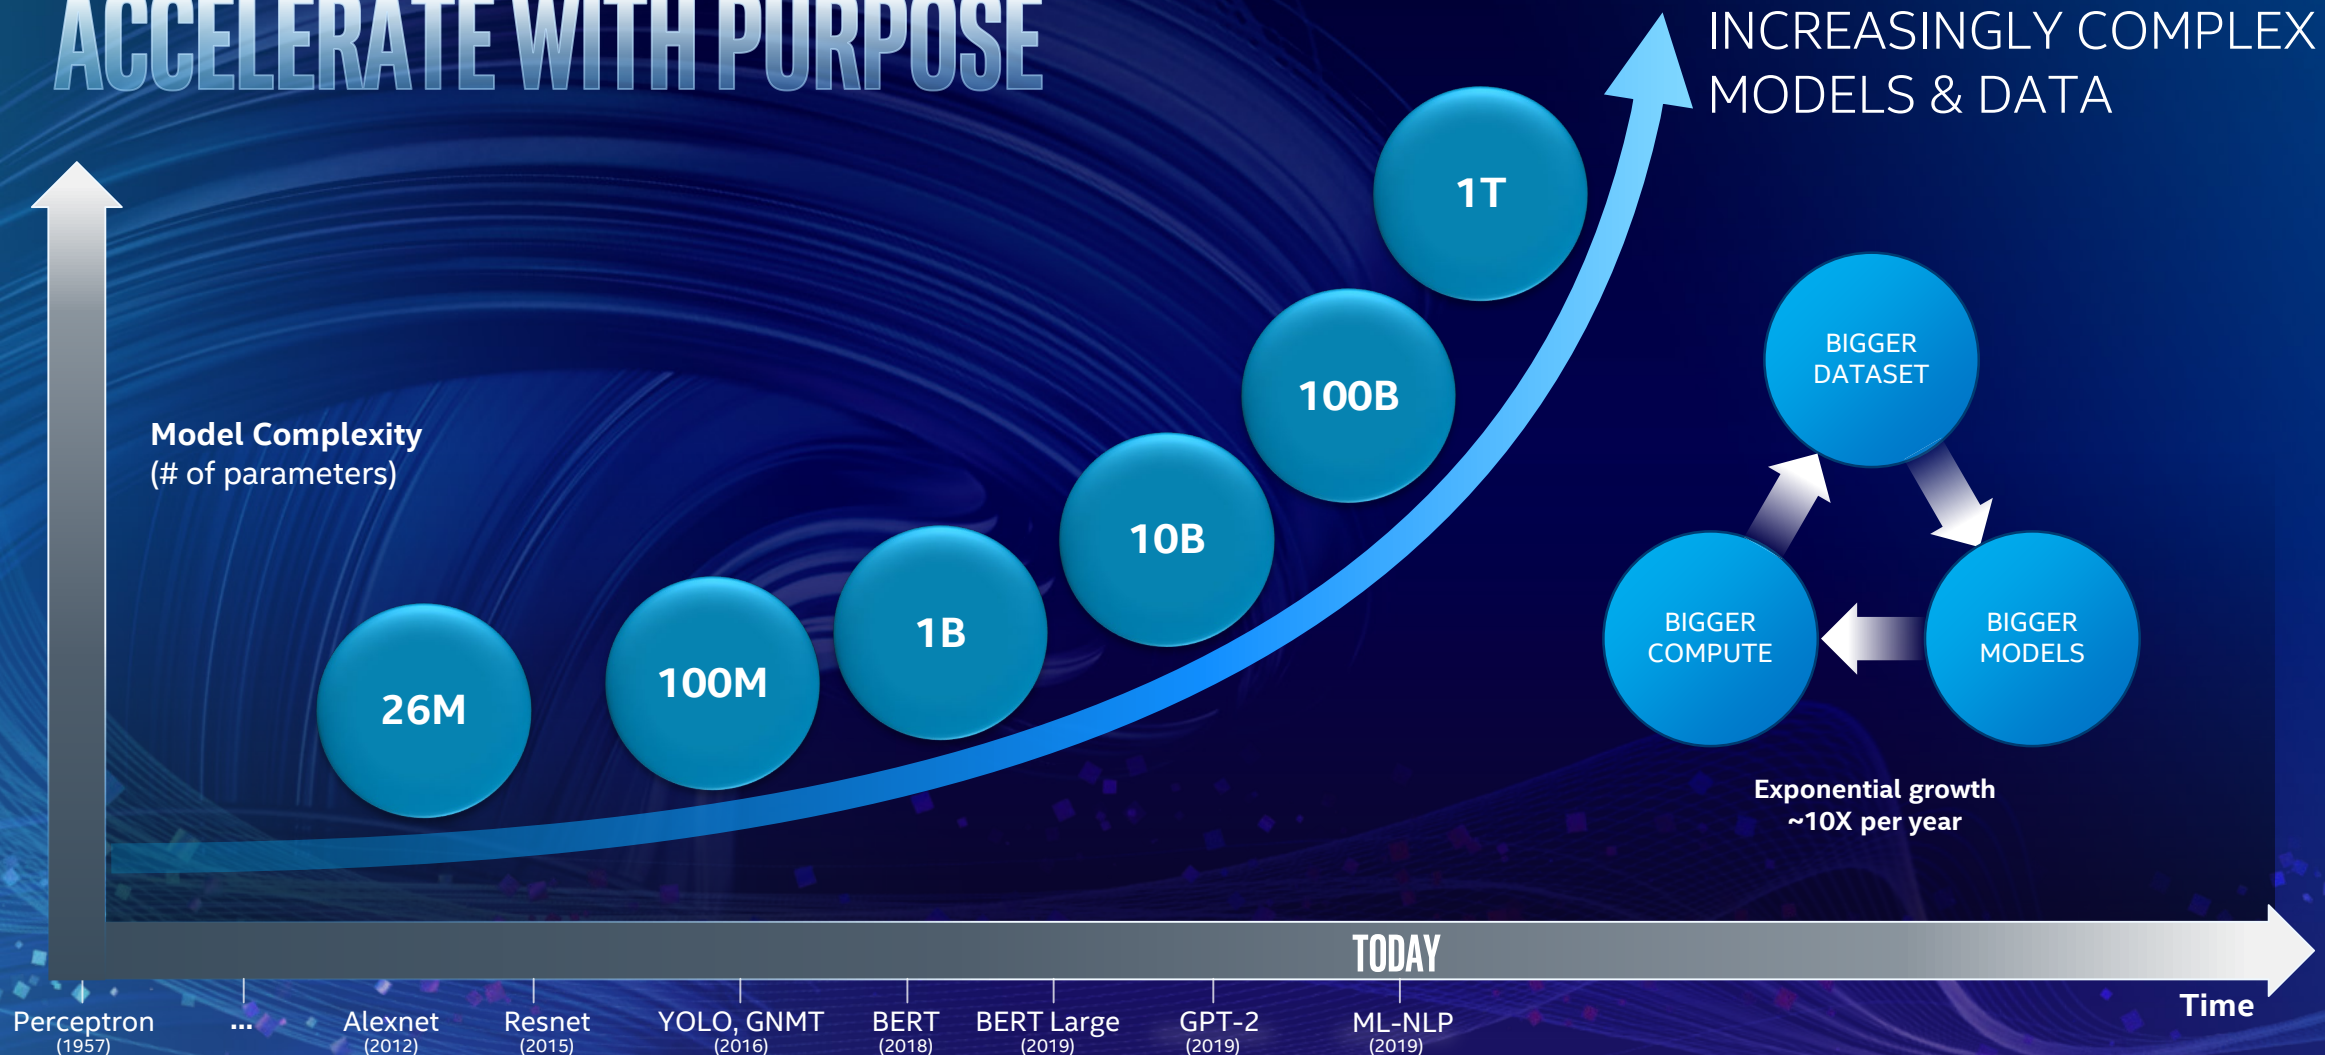 ACCELERATE WITH PURPOSE
INCREASINGLY COMPLEX
MODELS & DATA
1T
100B
10B
1B
100M
26M
Model Complexity
(# of parameters)
BIGGER
DATASET
BIGGER
COMPUTE
BIGGER
MODELS
Exponential growth
~10X per year
TODAY
Time
Perceptron
(1957)
...
Alexnet
(2012)
Resnet
(2015)
YOLO, GNMT
(2016)
BERT
(2018)
BERT Large
(2019)
GPT-2
(2019)
ML-NLP
(2019)